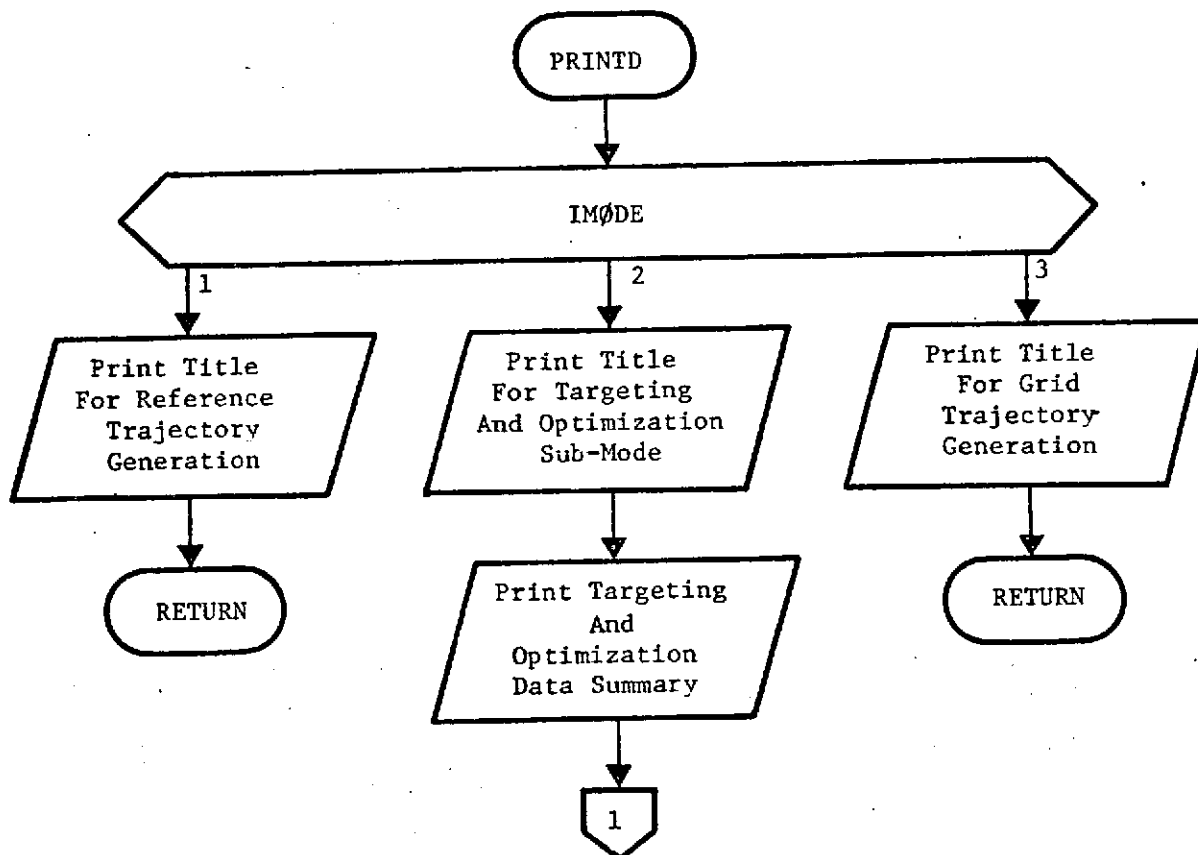 PRINTD
IMØDE
1
2
3
Print Title
For Reference
Trajectory
Generation
Print Title
For Targeting
And Optimization
Sub-Mode
Print Title
For Grid
Trajectory
Generation
RETURN
Print Targeting
And
Optimization
Data Summary
RETURN
1